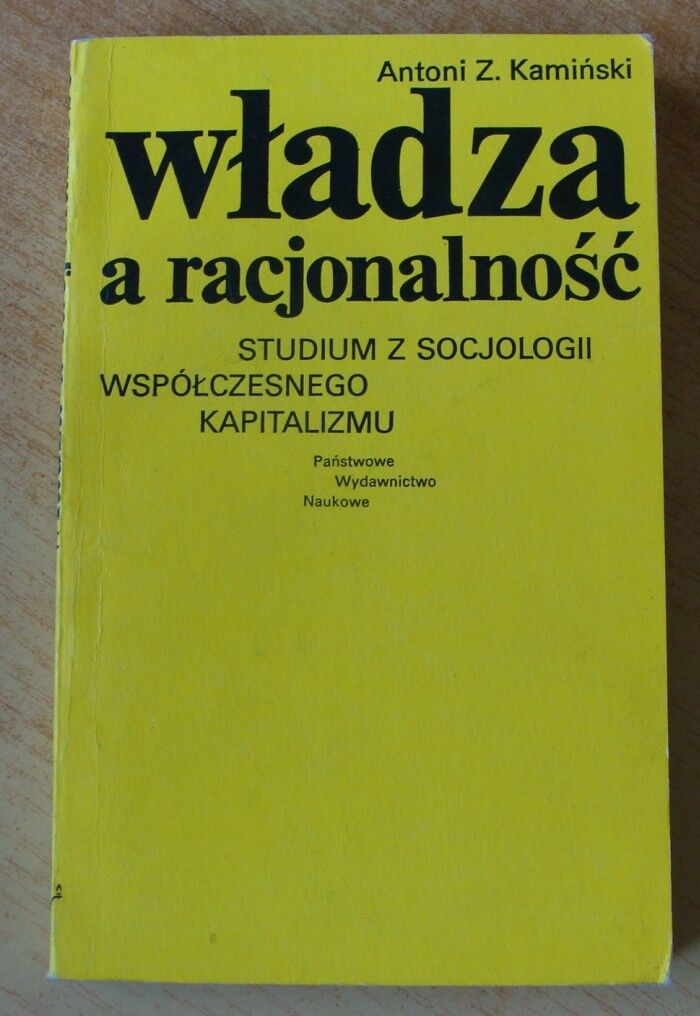 Antoni Z. Kamiński
władza
a racjonalność
STUDIUM Z SOCJOLOGII
WSPÓŁCZESNEGO
KAPITALIZMU
Państwowe
Wydawnictwo
Naukowe